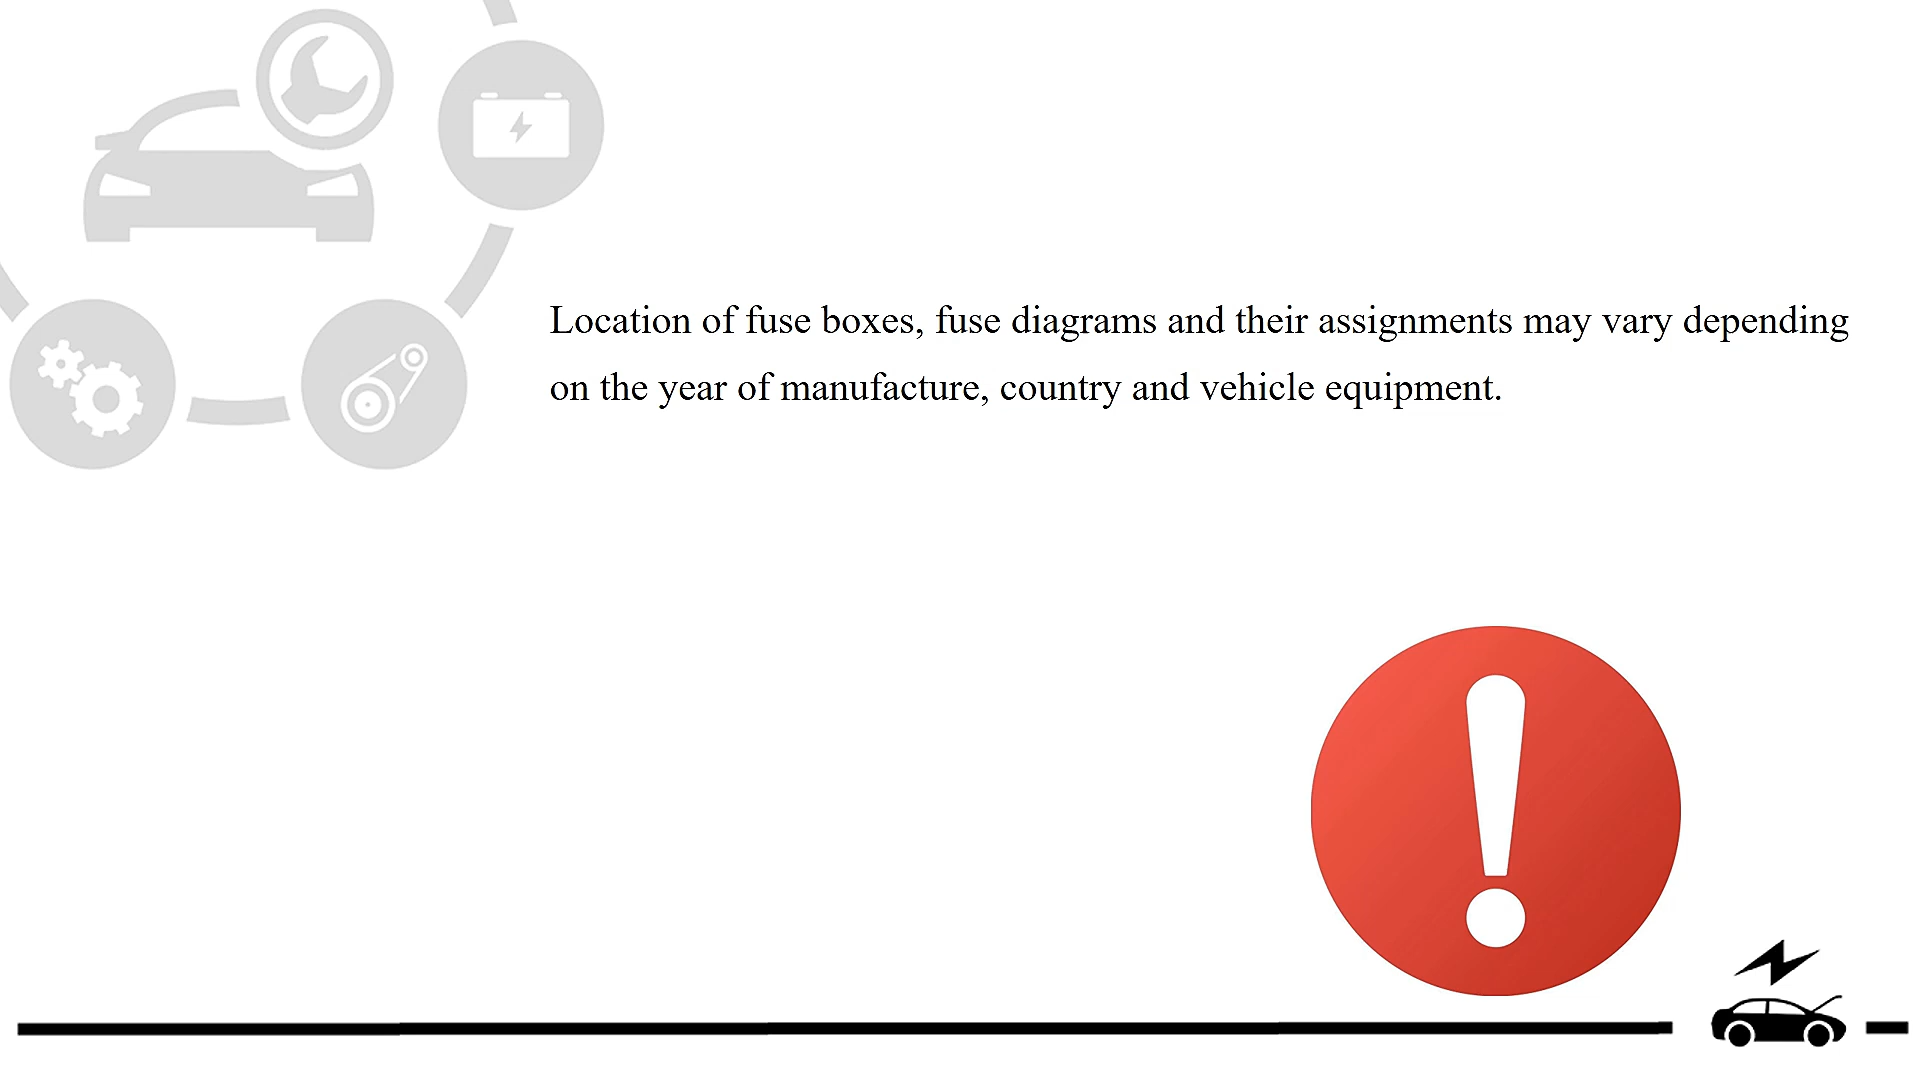 Location of fuse boxes, fuse diagrams and their assignments may vary depending
on the year of manufacture, country and vehicle equipment.